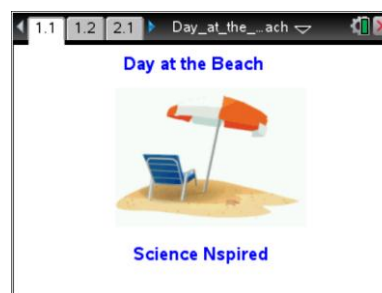 1.1 1.2 2.1 Day_at_the_...ach
Day at the Beach
Science Nspired